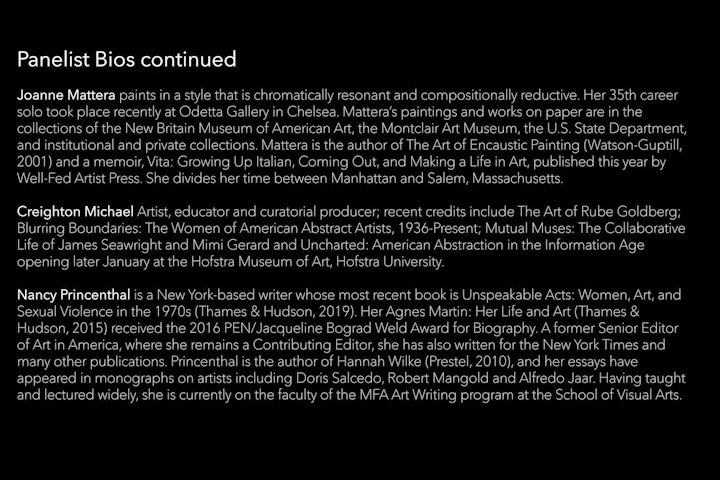 Panelist Bios continued
Joanne Mattera paints in a style that is chromatically resonant and compositionally reductive. Her 35th career
solo took place recently at Odetta Gallery in Chelsea. Mattera's paintings and works on paper are in the
collections of the New Britain Museum of American Art, the Montclair Art Museum, the U.S. State Department,
and institutional and private collections. Mattera is the author of The Art of Encaustic Painting (Watson-Guptill,
2001) and a memoir, Vita: Growing Up Italian, Coming Out, and Making a Life in Art, published this year by
Well-Fed Artist Press. She divides her time between Manhattan and Salem, Massachusetts.
Creighton Michael Artist, educator and curatorial producer; recent credits include The Art of Rube Goldberg;
Blurring Boundaries: The Women of American Abstract Artists, 1936-Present; Mutual Muses: The Collaborative
Life of James Seawright and Mimi Gerard and Uncharted: American Abstraction in the Information Age
opening later January at the Hofstra Museum of Art, Hofstra University.
Nancy Princenthal is a New York-based writer whose most recent book is Unspeakable Acts: Women, Art, and
Sexual Violence in the 1970s (Thames & Hudson, 2019). Her Agnes Martin: Her Life and Art (Thames &
Hudson, 2015) received the 2016 PEN/Jacqueline Bograd Weld Award for Biography. A former Senior Editor
of Art in America, where she remains a Contributing Editor, she has also written for the New York Times and
many other publications. Princenthal is the author of Hannah Wilke (Prestel, 2010), and her essays have
appeared in monographs on artists including Doris Salcedo, Robert Mangold and Alfredo Jaar. Having taught
and lectured widely, she is currently on the faculty of the MFA Art Writing program at the School of Visual Arts.